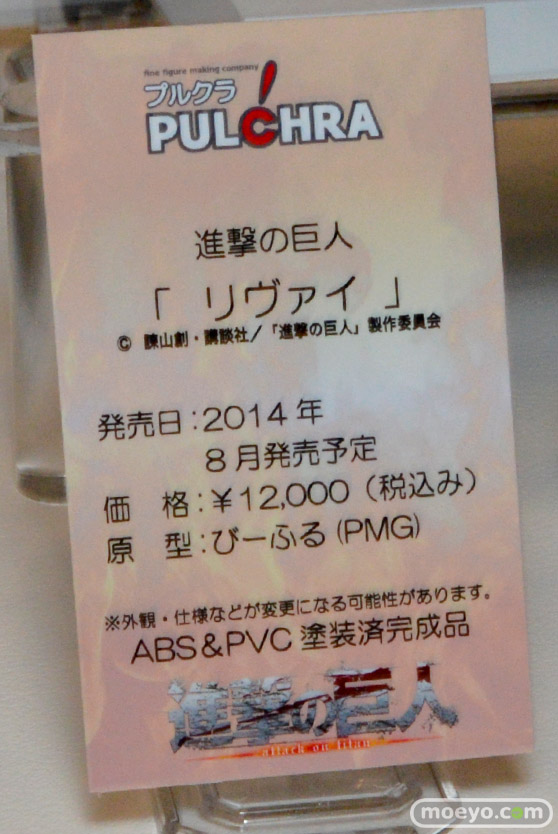 fine figure making company
プルクラ
PULCHRA
進撃の巨人
「 リヴァイ 」
© 諫山創・講談社/「進撃の巨人」製作委員会
発売日:2014年
8月発売予定
価 格:￥12,000(税込み)
原 型:びーふる(PMG)
※外観・仕様などが変更になる可能性があります。
ABS&PVC 塗装済完成品
進撃の巨人
attack on titan
moeyo.com